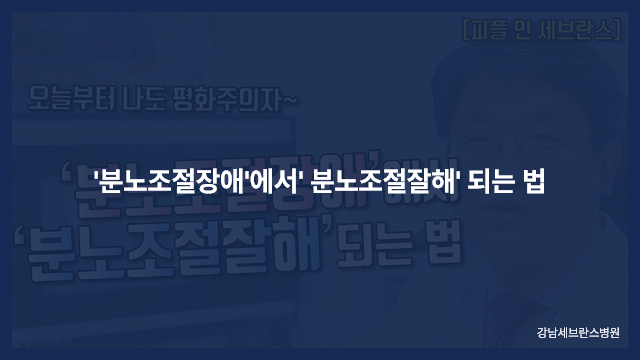 [피플 인 세브란스]
오늘부터 나도 평화주의자~
'분노조절장애'에서' 분노조절잘해' 되는 법
'분노조절장애'에서
'분노조절잘해'되는 법
강남세브란스병원